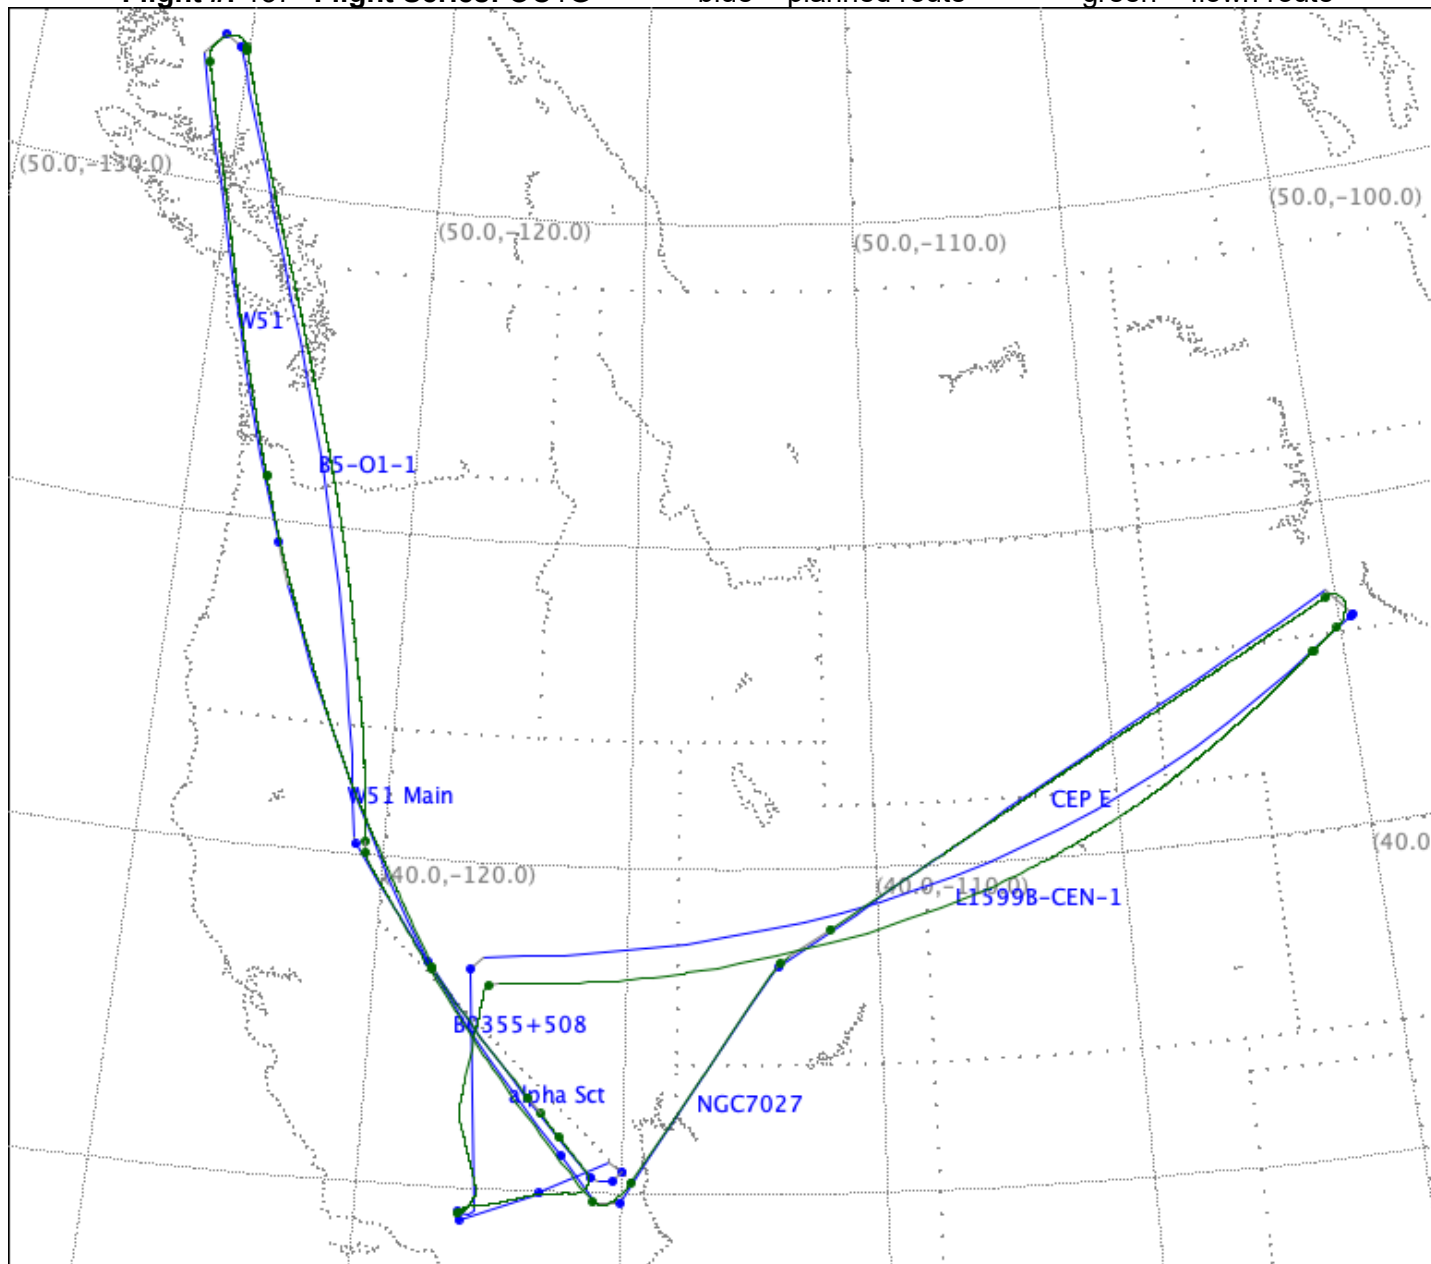 (50.0,-130.0)
(50.0,-100.0)
(50.0,-120.0)
(50.0,-110.0)
W51
B5-O1-1
W51 Main
CEP E
(40.0
(40.0,-120.0)
(40.0,-110.0)
L1599B-CEN-1
B0355+508
alpha Sct
NGC7027